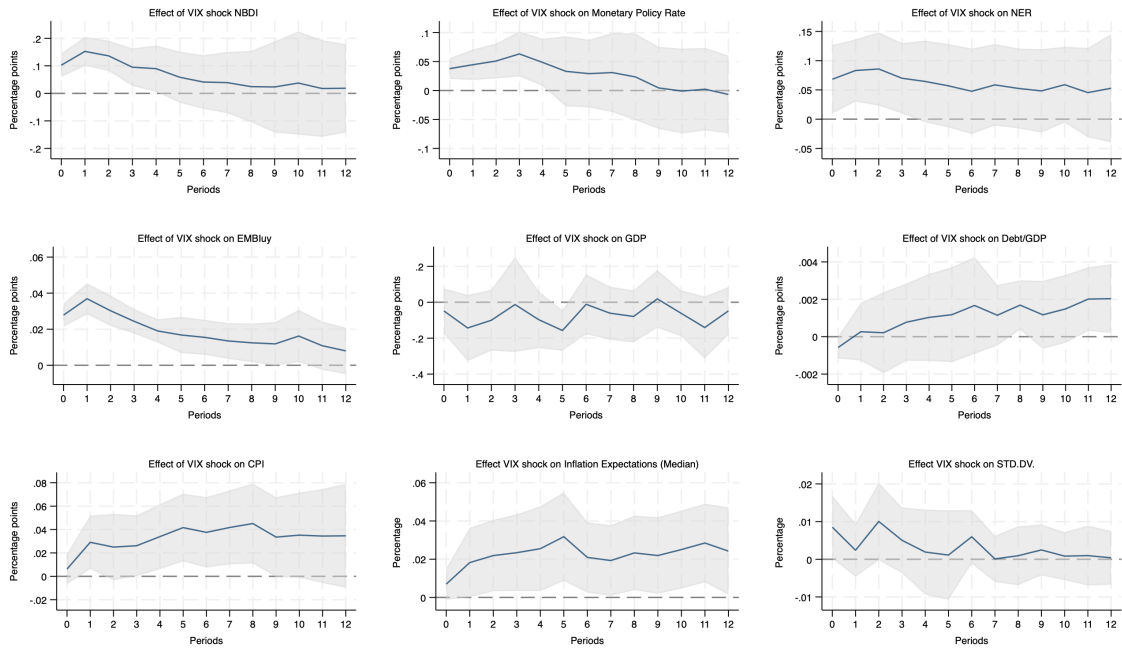 Effect of VIX shock NBDI
Percentage points
.2
.1
0
-.1
-.2
0 1 2 3 4 5 6 7 8 9 10 11 12
Periods
Effect of VIX shock on Monetary Policy Rate
Percentage points
.1
.05
0
-.05
-.1
0 1 2 3 4 5 6 7 8 9 10 11 12
Periods
Effect of VIX shock on NER
Percentage points
.15
.1
.05
0
-.05
0 1 2 3 4 5 6 7 8 9 10 11 12
Periods
Effect of VIX shock on EMBIuy
Percentage points
.06
.04
.02
0
0 1 2 3 4 5 6 7 8 9 10 11 12
Periods
Effect of VIX shock on GDP
Percentage points
.2
0
-.2
-.4
0 1 2 3 4 5 6 7 8 9 10 11 12
Periods
Effect of VIX shock on Debt/GDP
Percentage points
.004
.002
0
-.002
0 1 2 3 4 5 6 7 8 9 10 11 12
Periods
Effect of VIX shock on CPI
Percentage points
.08
.06
.04
.02
0
-.02
0 1 2 3 4 5 6 7 8 9 10 11 12
Periods
Effect VIX shock on Inflation Expectations (Median)
Percentage
.06
.04
.02
0
0 1 2 3 4 5 6 7 8 9 10 11 12
Periods
Effect VIX shock on STD.DV.
Percentage points
.02
.01
0
-.01
0 1 2 3 4 5 6 7 8 9 10 11 12
Periods